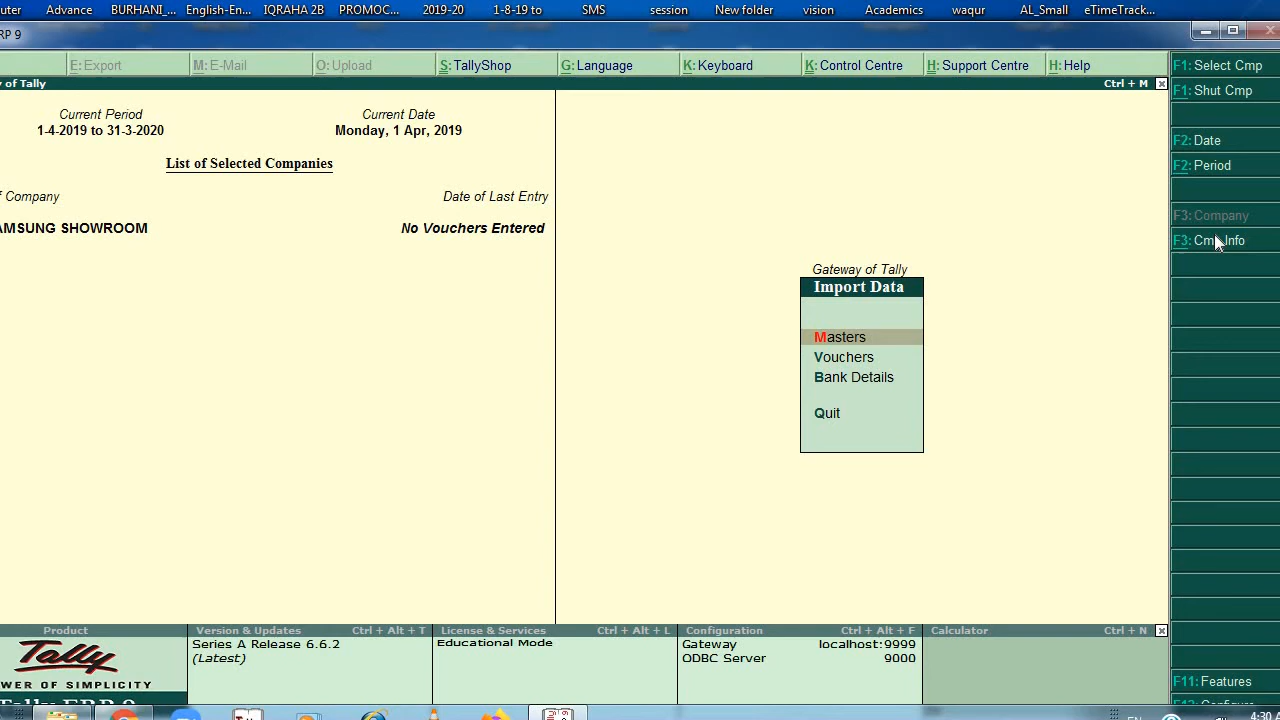 uter Advance BURHANI_... English-En... IQRAHA 2B PROMOC... 2019-20 1-8-19 to SMS session New folder vision Academics waqur AL_Small eTimeTrack...
RP 9
E: Export M: E-Mail O: Upload S: TallyShop G: Language K: Keyboard K: Control Centre H: Support Centre H: Help
y of Tally Ctrl + M
Current Period Current Date
1-4-2019 to 31-3-2020 Monday, 1 Apr, 2019
List of Selected Companies
f Company Date of Last Entry
AMSUNG SHOWROOM No Vouchers Entered
Gateway of Tally
Import Data
Masters
Vouchers
Bank Details
Quit
F1: Select Cmp
F1: Shut Cmp
F2: Date
F2: Period
F3: Company
F3: Cmp Info
F11: Features
F12: Configure
Product Version & Updates Ctrl + Alt + T License & Services Ctrl + Alt + L Configuration Ctrl + Alt + F Calculator Ctrl + N
Tally
WER OF SIMPLICITY
Tally.ERP 9
Series A Release 6.6.2
(Latest)
Educational Mode
Gateway localhost:9999
ODBC Server 9000
EN